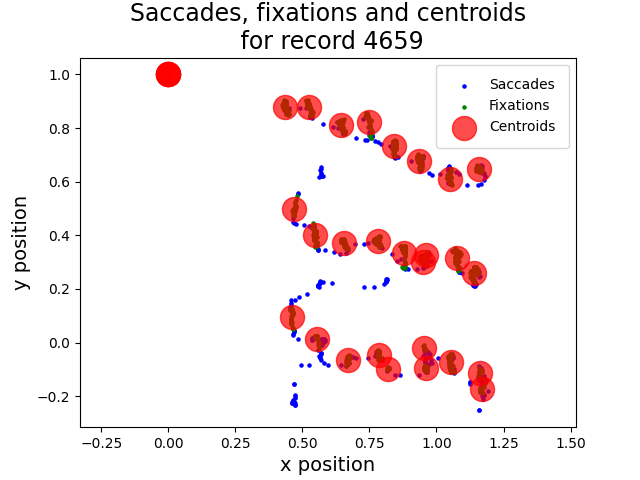 Saccades, fixations and centroids
for record 4659
Saccades
Fixations
Centroids
y position
1.0
0.8
0.6
0.4
0.2
0.0
−0.2
−0.25
0.00
0.25
0.50
0.75
1.00
1.25
1.50
x position